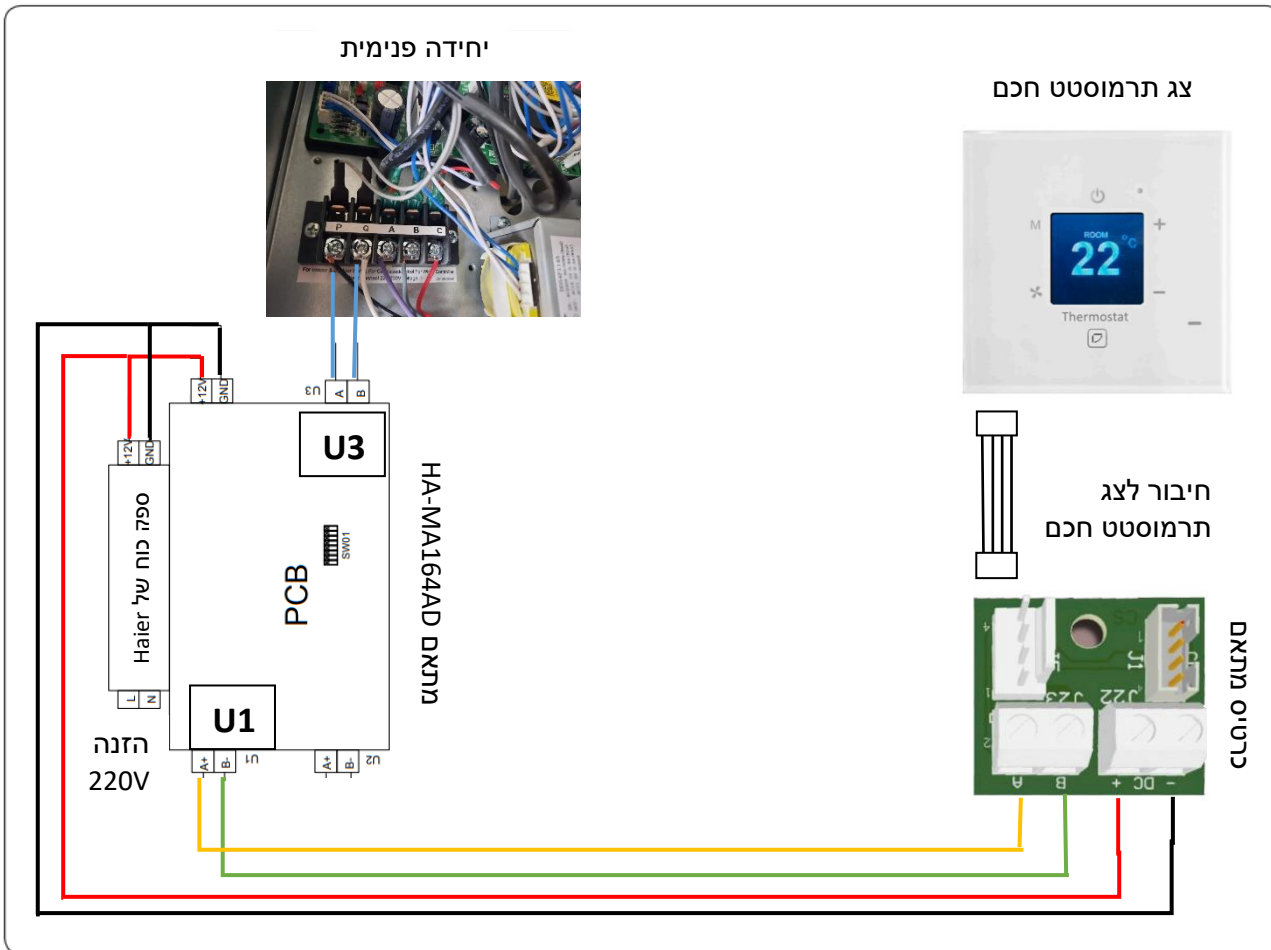 יחידה פנימית
צג תרמוסטט חכם
P Q A B C
M
ROOM
22°C
+
−
Thermostat
חיבור לצג
תרמוסטט חכם
+12V GND
U3 A B
U3
+12V GND
ספק כוח של Haier
L N
SW01
PCB
מתאם HA-MA164AD
U1
הזנה
220V
A+ B- U1
A+ B- U2
J1
J23 J22
A B + DC -
כרטיס מתאם